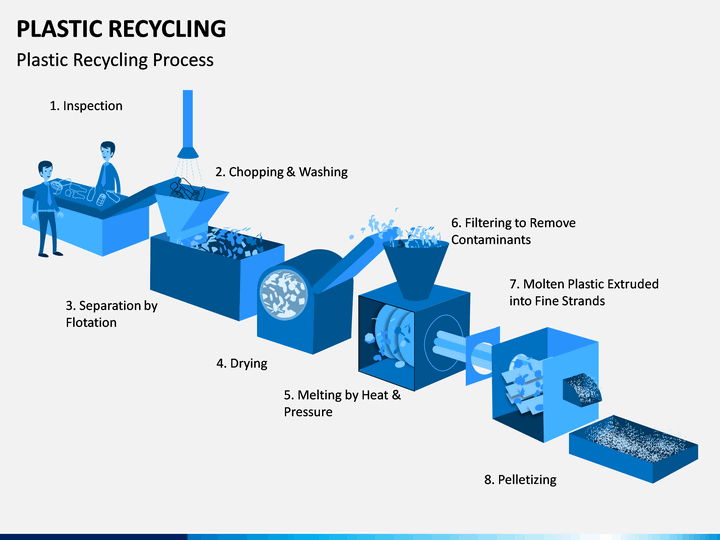 PLASTIC RECYCLING
Plastic Recycling Process
1. Inspection
2. Chopping & Washing
3. Separation by
Flotation
4. Drying
5. Melting by Heat &
Pressure
6. Filtering to Remove
Contaminants
7. Molten Plastic Extruded
into Fine Strands
8. Pelletizing